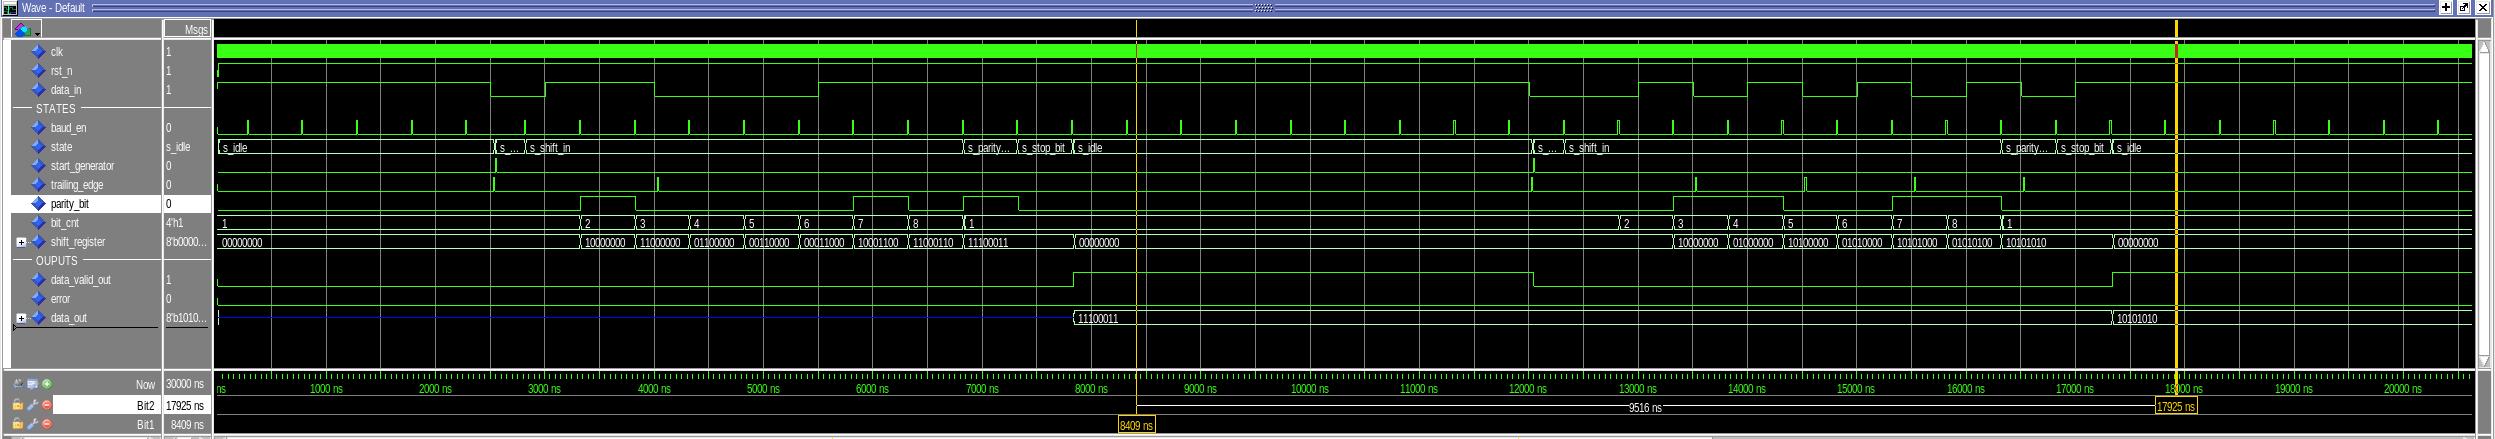 Wave - Default
Msgs
clk 1
rst_n 1
data_in 1
STATES
baud_en 0
state s_idle s_idle s_... s_shift_in s_parity... s_stop_bit s_idle s_... s_shift_in s_parity... s_stop_bit s_idle
start_generator 0
trailing_edge 0
parity_bit 0
bit_cnt 4'h1 1 2 3 4 5 6 7 8 1 2 3 4 5 6 7 8 1
shift_register 8'b0000... 00000000 10000000 11000000 01100000 00110000 00011000 10001100 11000110 11100011 00000000 10000000 01000000 10100000 01010000 10101000 01010100 10101010 00000000
OUPUTS
data_valid_out 1
error 0
data_out 8'b1010... 11100011 10101010
Now 30000 ns ns 1000 ns 2000 ns 3000 ns 4000 ns 5000 ns 6000 ns 7000 ns 8000 ns 9000 ns 10000 ns 11000 ns 12000 ns 13000 ns 14000 ns 15000 ns 16000 ns 17000 ns 18000 ns 19000 ns 20000 ns
Bit2 17925 ns 9516 ns 17925 ns
Bit1 8409 ns 8409 ns